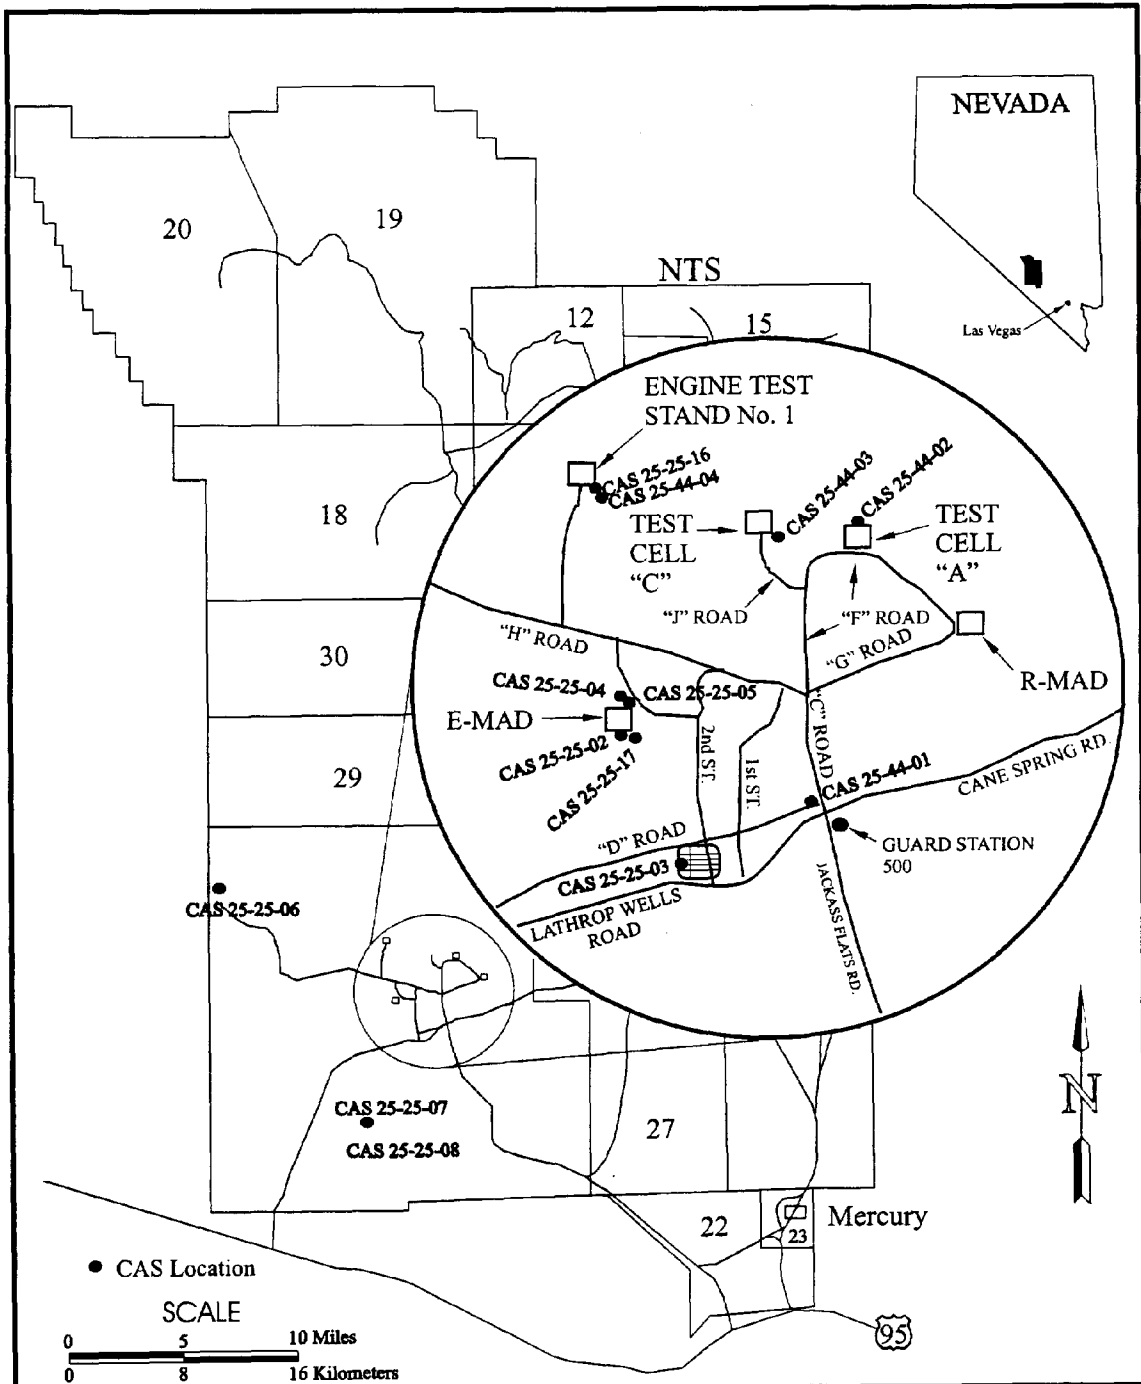 NEVADA
Las Vegas
20
19
NTS
12
15
ENGINE TEST
STAND No. 1
CAS 25-25-16
CAS 25-44-04
CAS 25-44-03
CAS 25-44-02
TEST
CELL
"C"
TEST
CELL
"A"
18
"J" ROAD
"F" ROAD
"H" ROAD
"G" ROAD
30
R-MAD
CAS 25-25-04
CAS 25-25-05
E-MAD
"C" ROAD
2nd ST.
1st ST.
CAS 25-25-02
CAS 25-25-17
CAS 25-44-01
CANE SPRING RD.
29
"D" ROAD
GUARD STATION
500
CAS 25-25-03
LATHROP WELLS
ROAD
JACKASS FLATS RD.
CAS 25-25-06
CAS 25-25-07
CAS 25-25-08
27
N
22
23
Mercury
CAS Location
SCALE
0 5 10 Miles
0 8 16 Kilometers
95